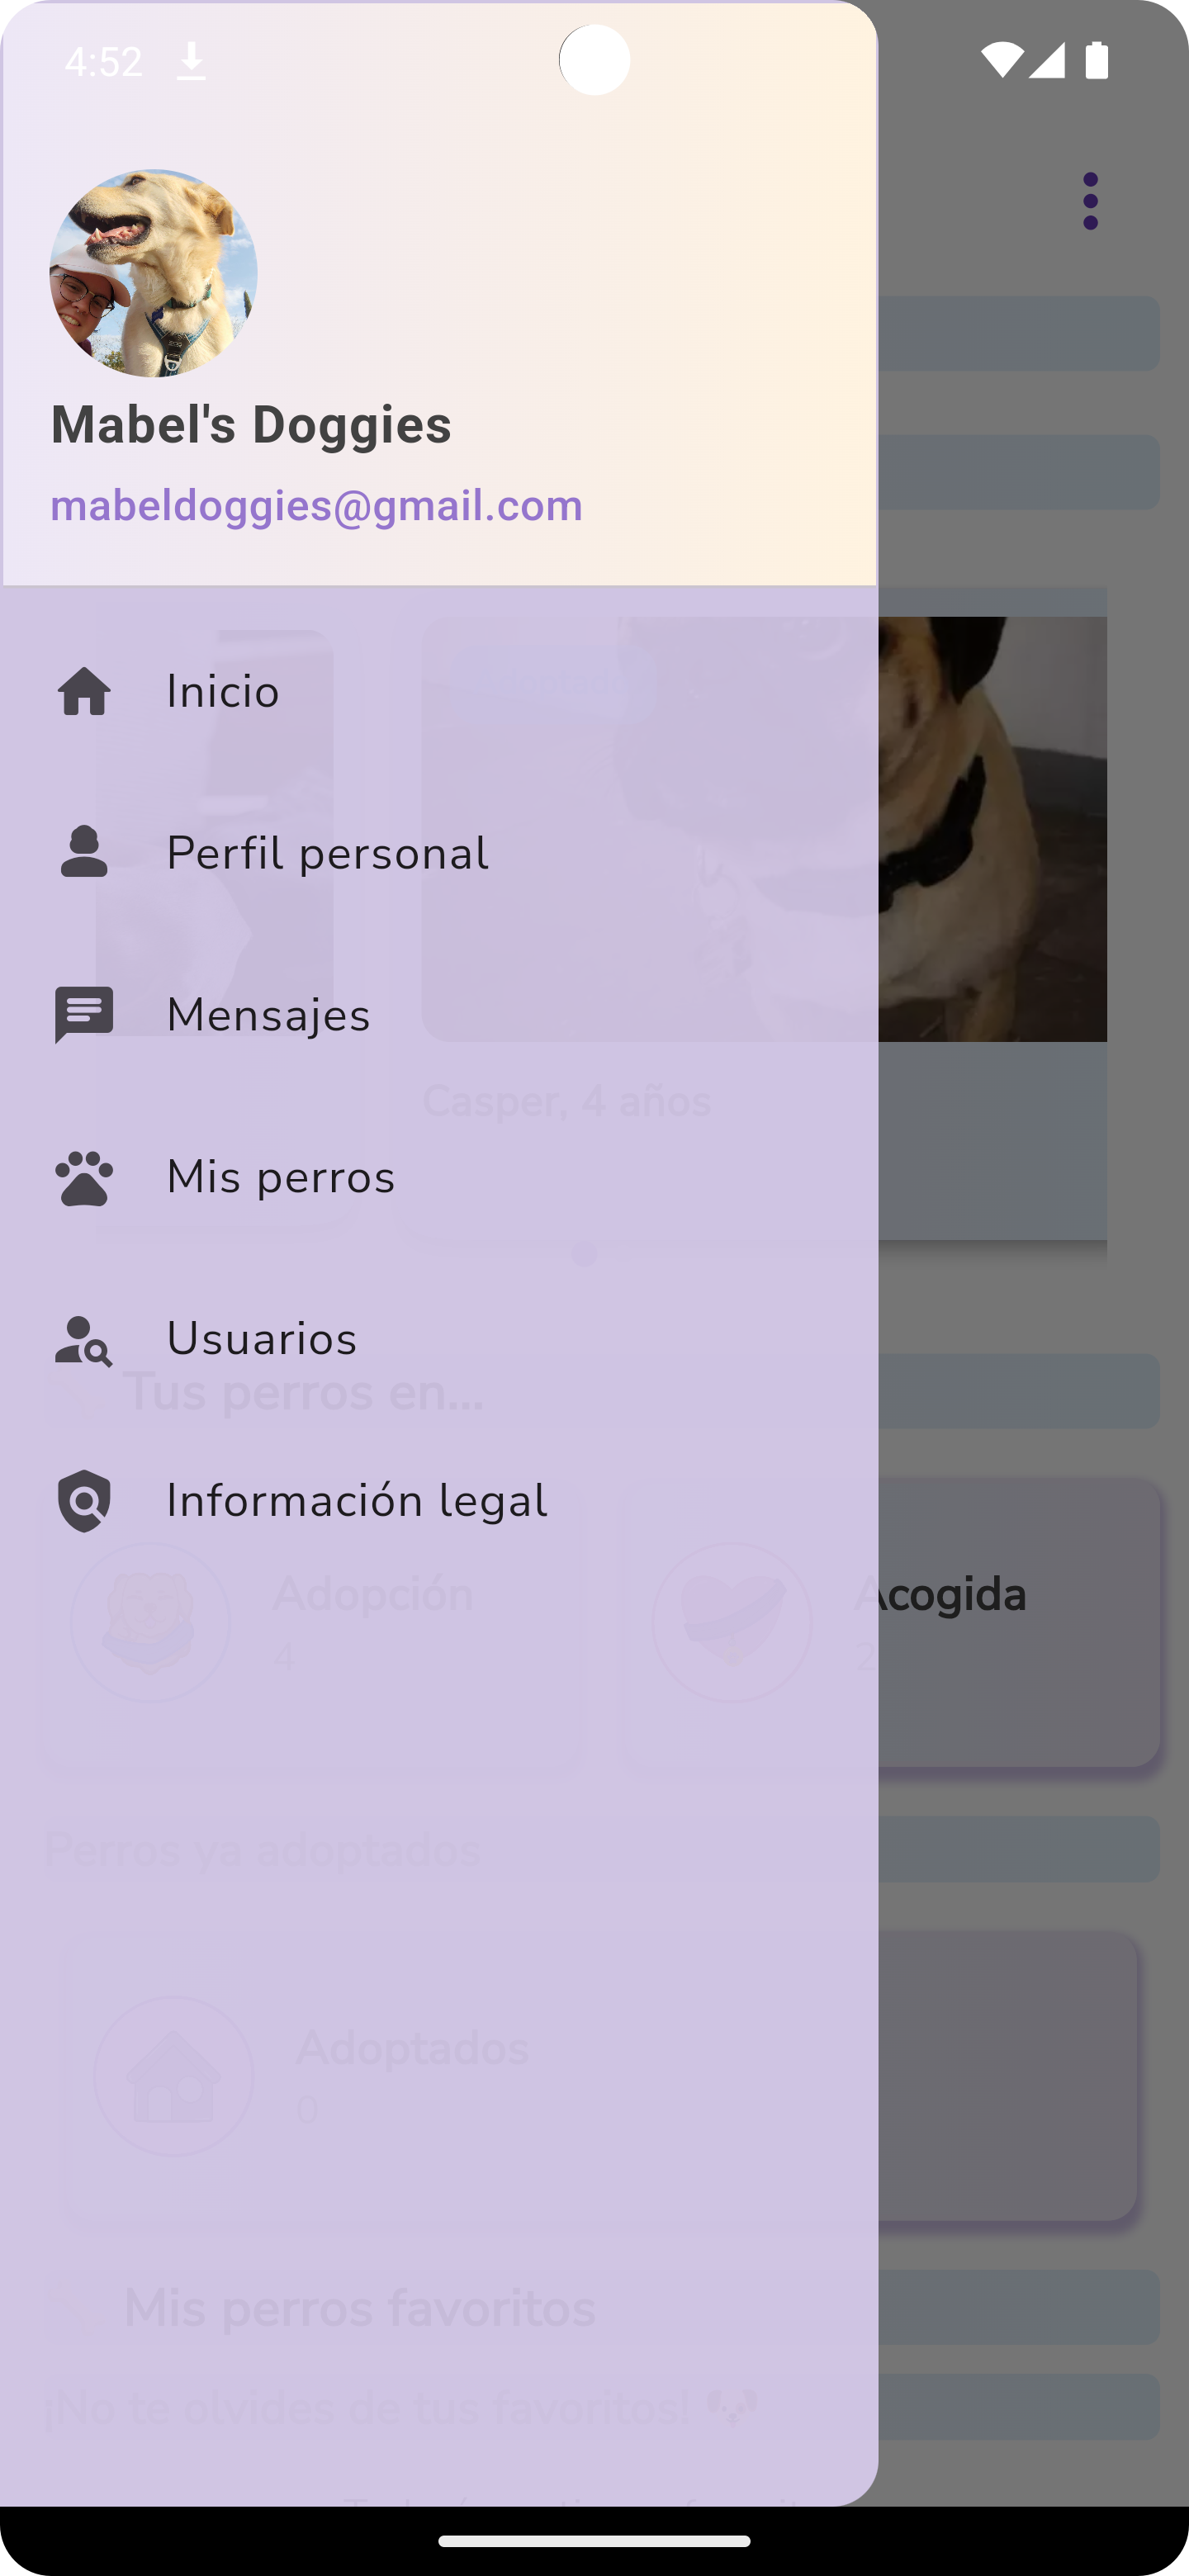 4:52
Mabel's Doggies
mabeldoggies@gmail.com
Inicio
Perfil personal
Mensajes
Casper, 4 años
Mis perros
Usuarios
Tus perros en...
Información legal
Adopción
Acogida
4
2
Perros ya adoptados
Adoptados
0
Mis perros favoritos
¡No te olvides de tus favoritos! 🐶